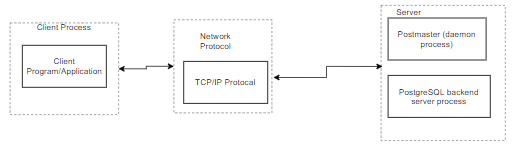 Client Process
Client
Program/Application
Network
Protocol
TCP/IP Protocal
Server
Postmaster (daemon
process)
PostgreSQL backend
server process